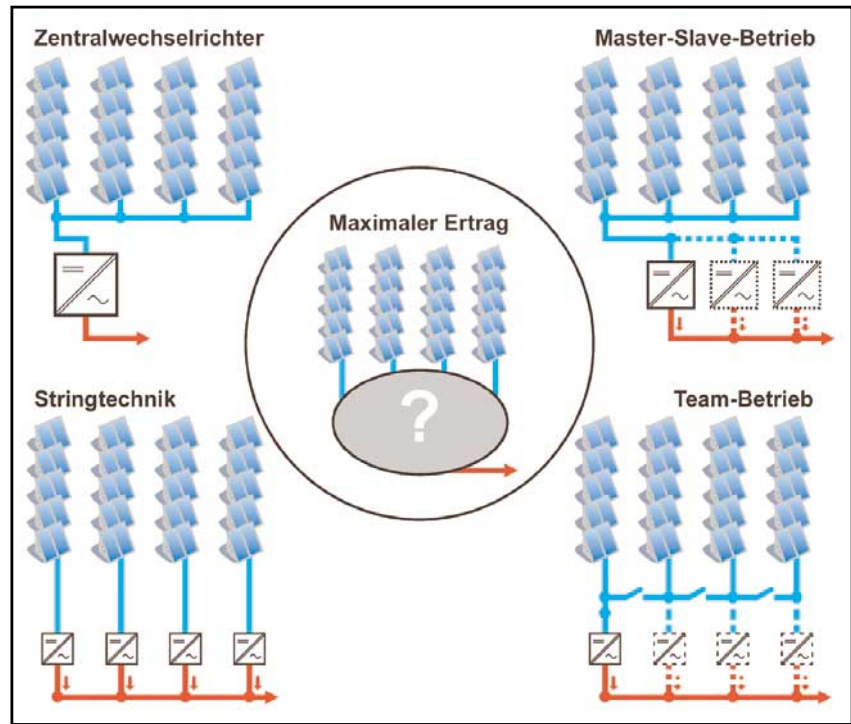 Zentralwechselrichter
Master-Slave-Betrieb
Maximaler Ertrag
?
Stringtechnik
Team-Betrieb